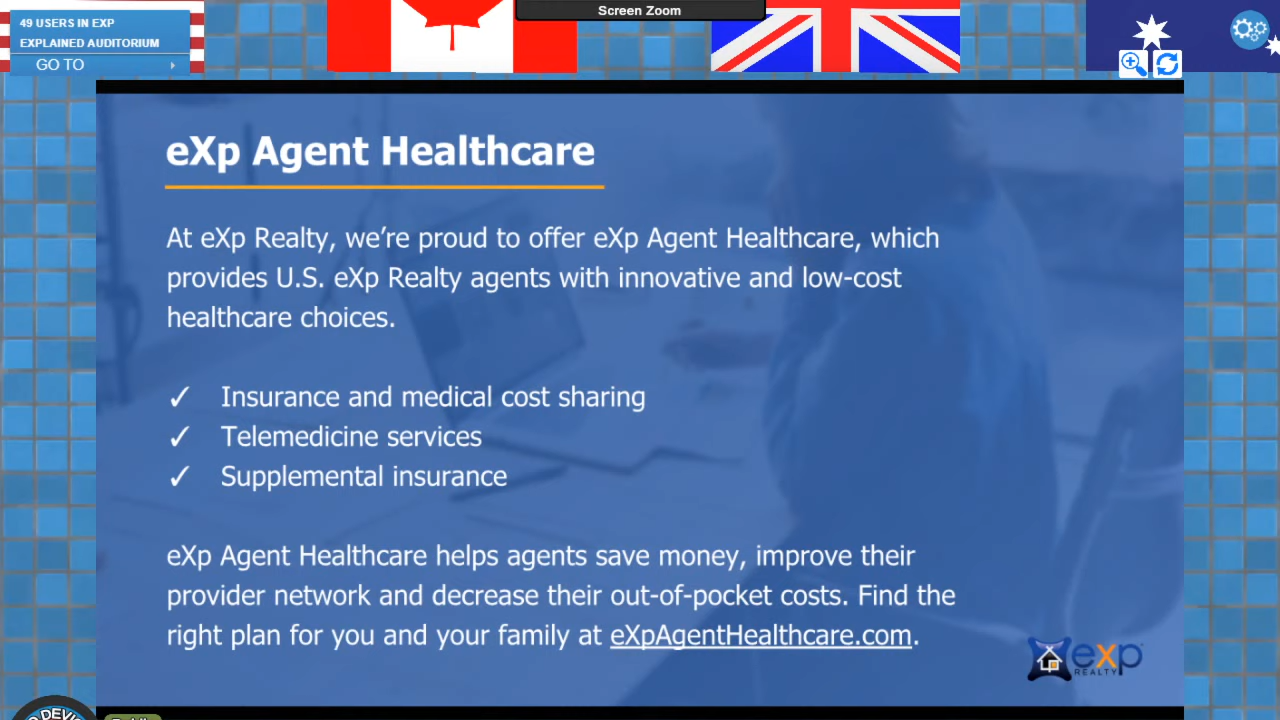 Screen Zoom
49 USERS IN EXP
EXPLAINED AUDITORIUM
GO TO
eXp Agent Healthcare
At eXp Realty, we’re proud to offer eXp Agent Healthcare, which
provides U.S. eXp Realty agents with innovative and low-cost
healthcare choices.
✓ Insurance and medical cost sharing
✓ Telemedicine services
✓ Supplemental insurance
eXp Agent Healthcare helps agents save money, improve their
provider network and decrease their out-of-pocket costs. Find the
right plan for you and your family at eXpAgentHealthcare.com.
eXp
REALTY